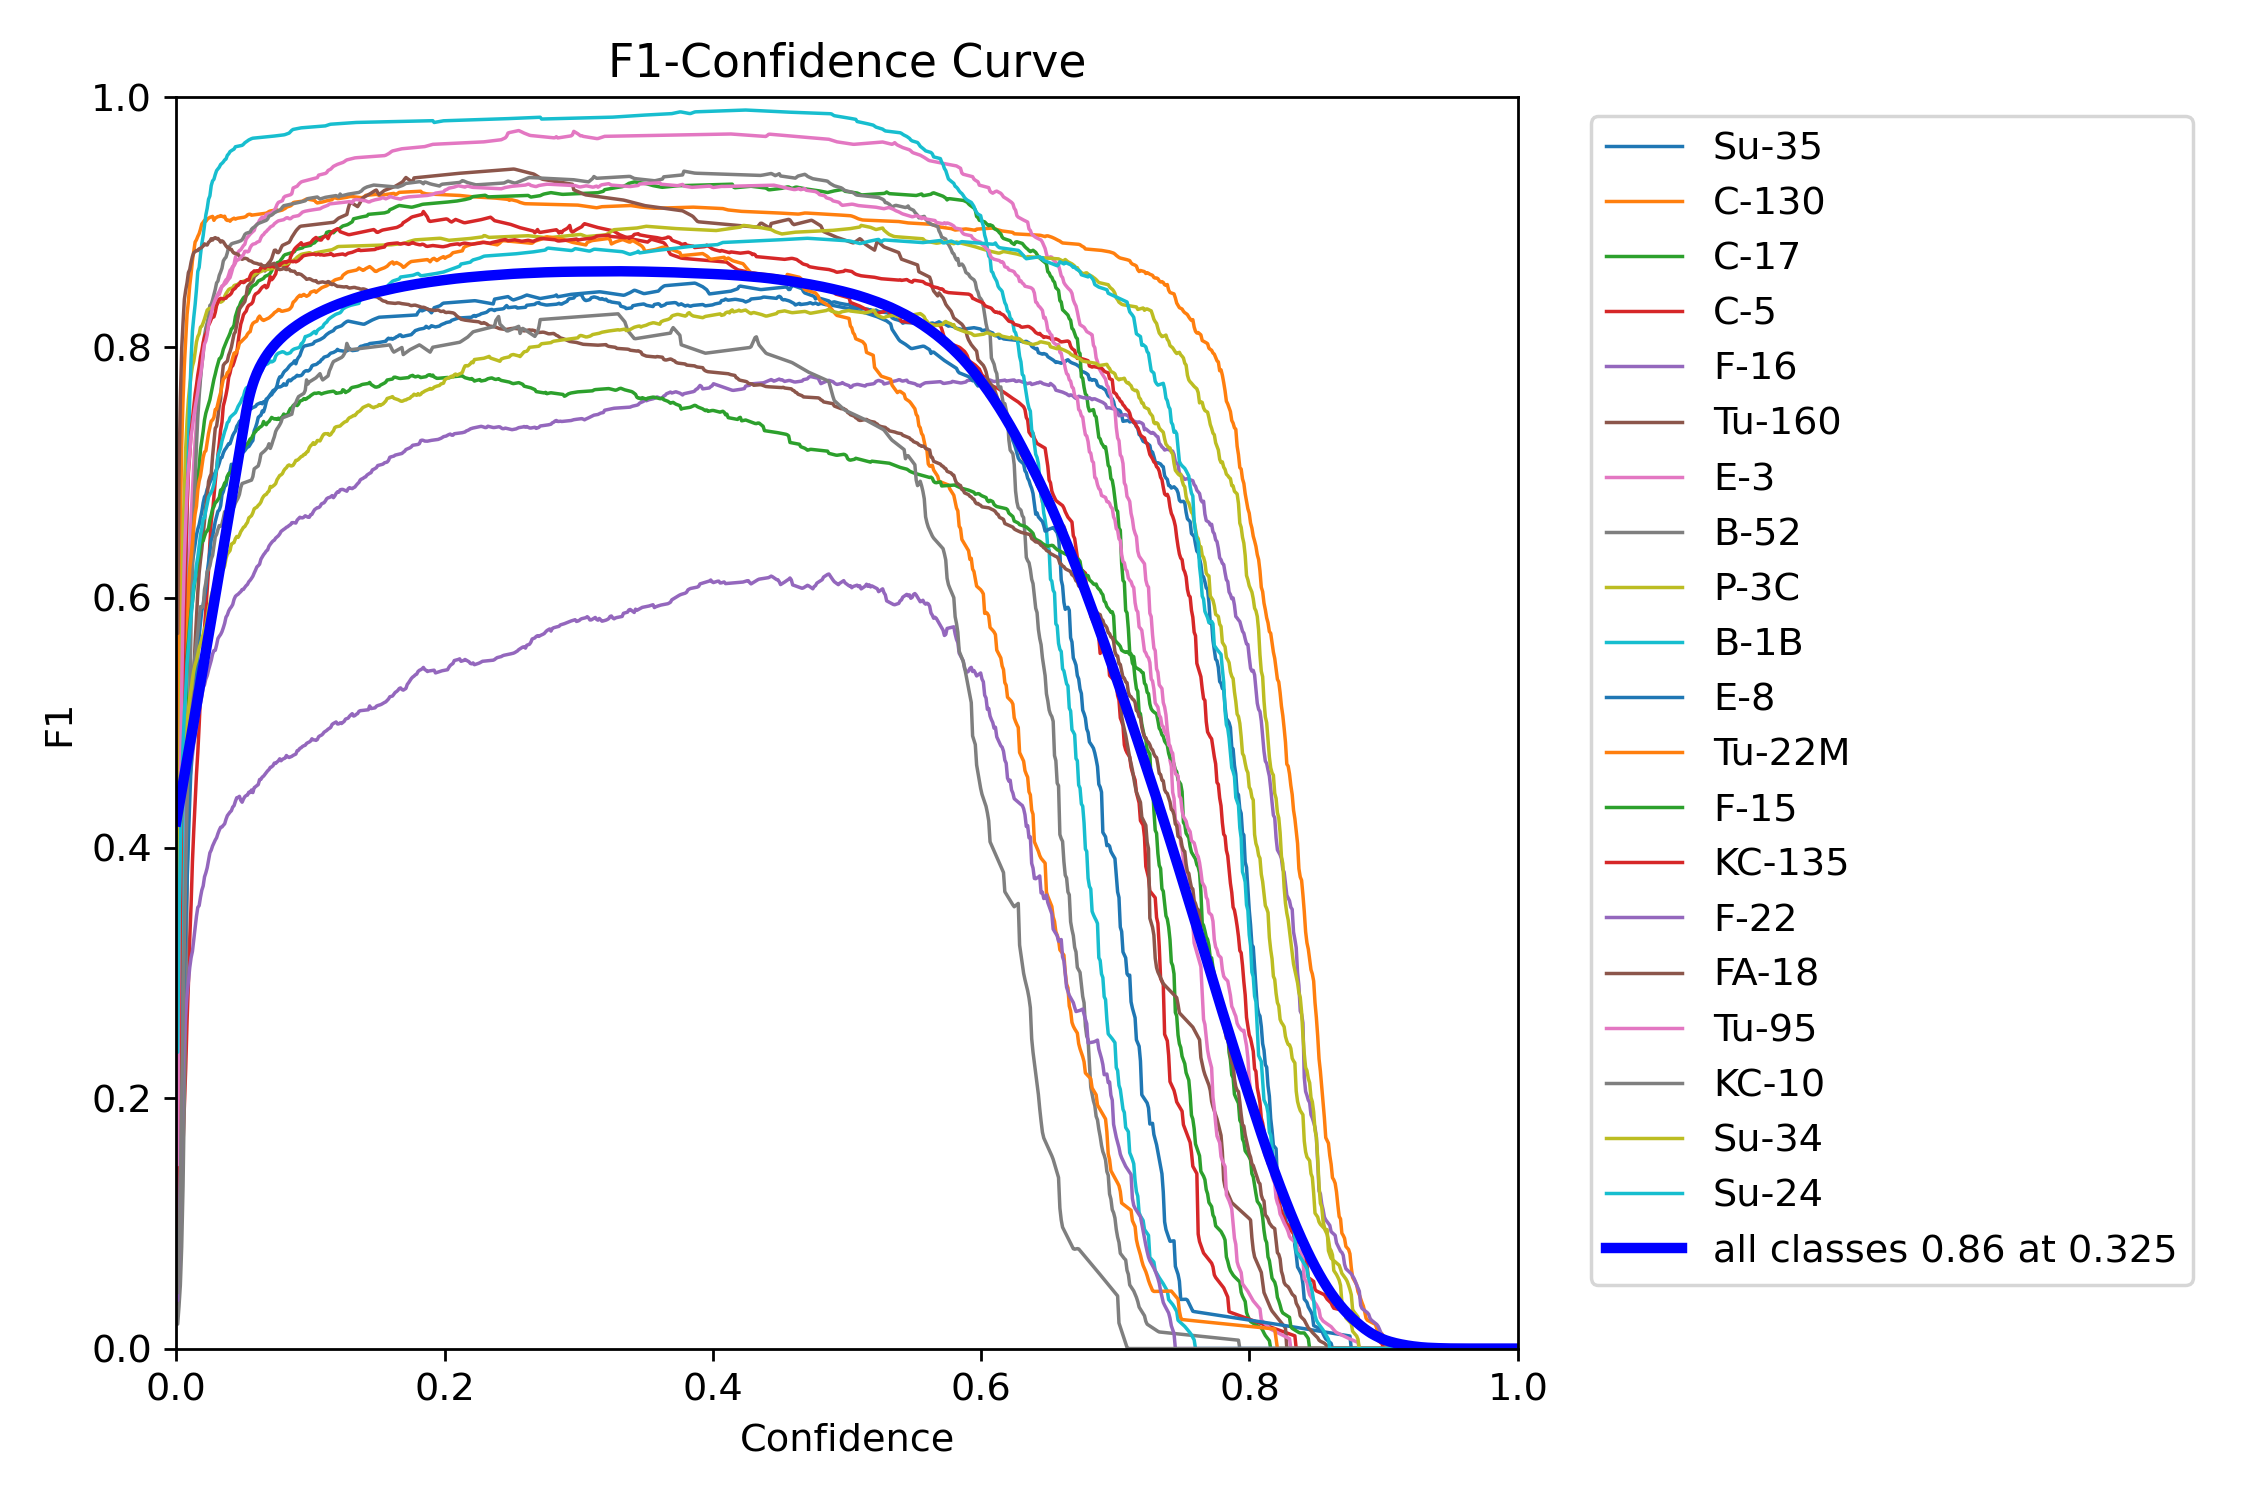 F1-Confidence Curve
1.0
0.8
0.6
0.4
0.2
0.0
F1
0.0 0.2 0.4 0.6 0.8 1.0
Confidence
Su-35
C-130
C-17
C-5
F-16
Tu-160
E-3
B-52
P-3C
B-1B
E-8
Tu-22M
F-15
KC-135
F-22
FA-18
Tu-95
KC-10
Su-34
Su-24
all classes 0.86 at 0.325